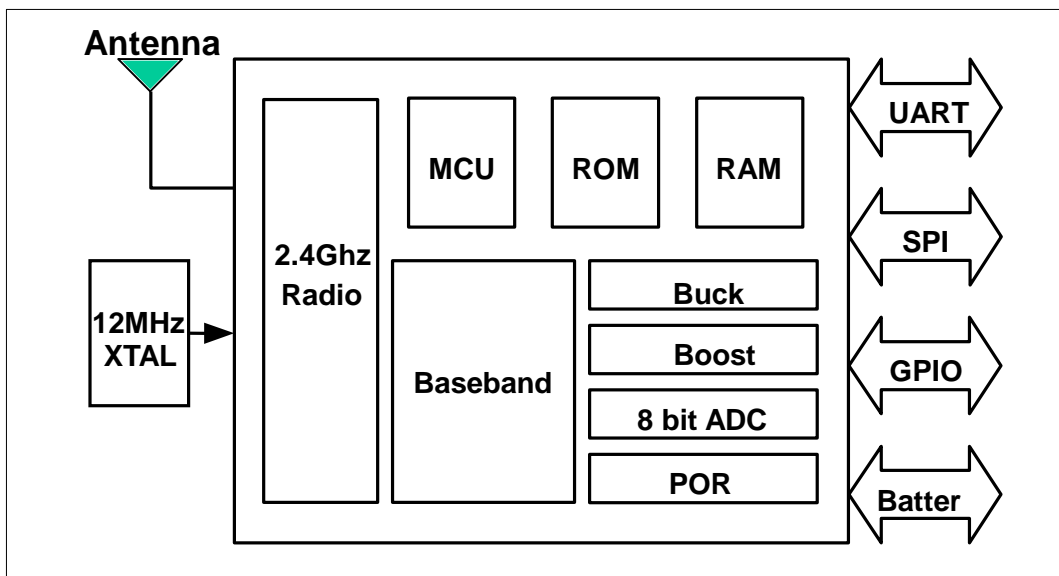 Antenna
UART
MCU
ROM
RAM
SPI
2.4Ghz
Radio
Buck
12MHz
XTAL
Boost
GPIO
Baseband
8 bit ADC
POR
Batter